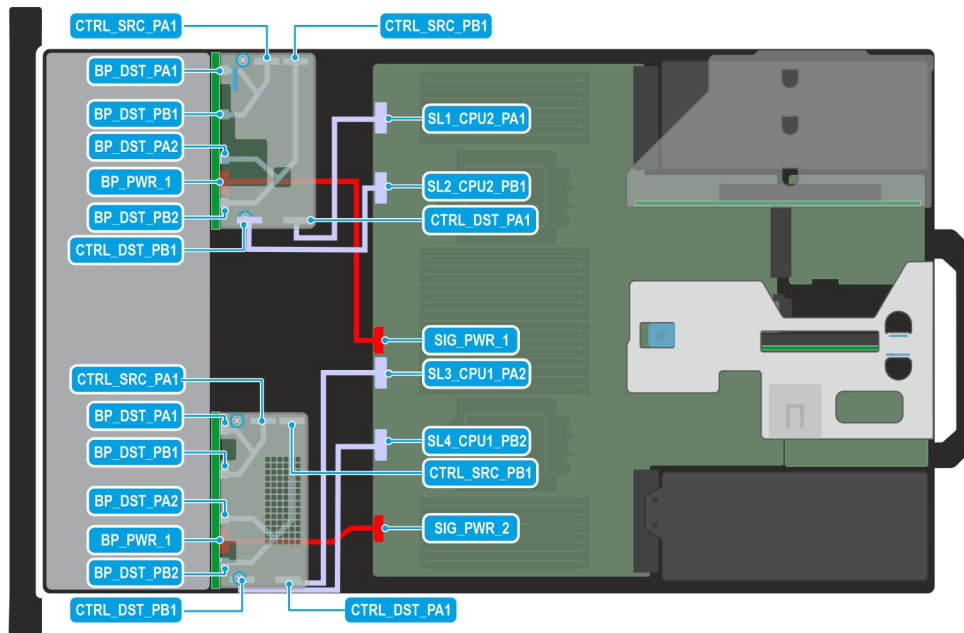 CTRL_SRC_PA1
CTRL_SRC_PB1
BP_DST_PA1
BP_DST_PB1
BP_DST_PA2
BP_PWR_1
BP_DST_PB2
CTRL_DST_PB1
SL1_CPU2_PA1
SL2_CPU2_PB1
CTRL_DST_PA1
SIG_PWR_1
SL3_CPU1_PA2
CTRL_SRC_PA1
BP_DST_PA1
BP_DST_PB1
SL4_CPU1_PB2
CTRL_SRC_PB1
BP_DST_PA2
BP_PWR_1
SIG_PWR_2
BP_DST_PB2
CTRL_DST_PB1
CTRL_DST_PA1